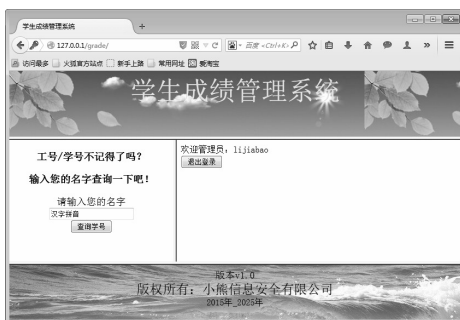 学生成绩管理系统
127.0.0.1/grade/
百度 <Ctrl+K>
访问最多 火狐官方站点 新手上路 常用网址 爱淘宝
学生成绩管理系统
工号/学号不记得了吗?
输入您的名字查询一下吧!
请输入您的名字
汉字拼音
查询学号
欢迎管理员:lijiabao
退出登录
版本v1.0
版权所有:小熊信息安全有限公司
2015年_2025年